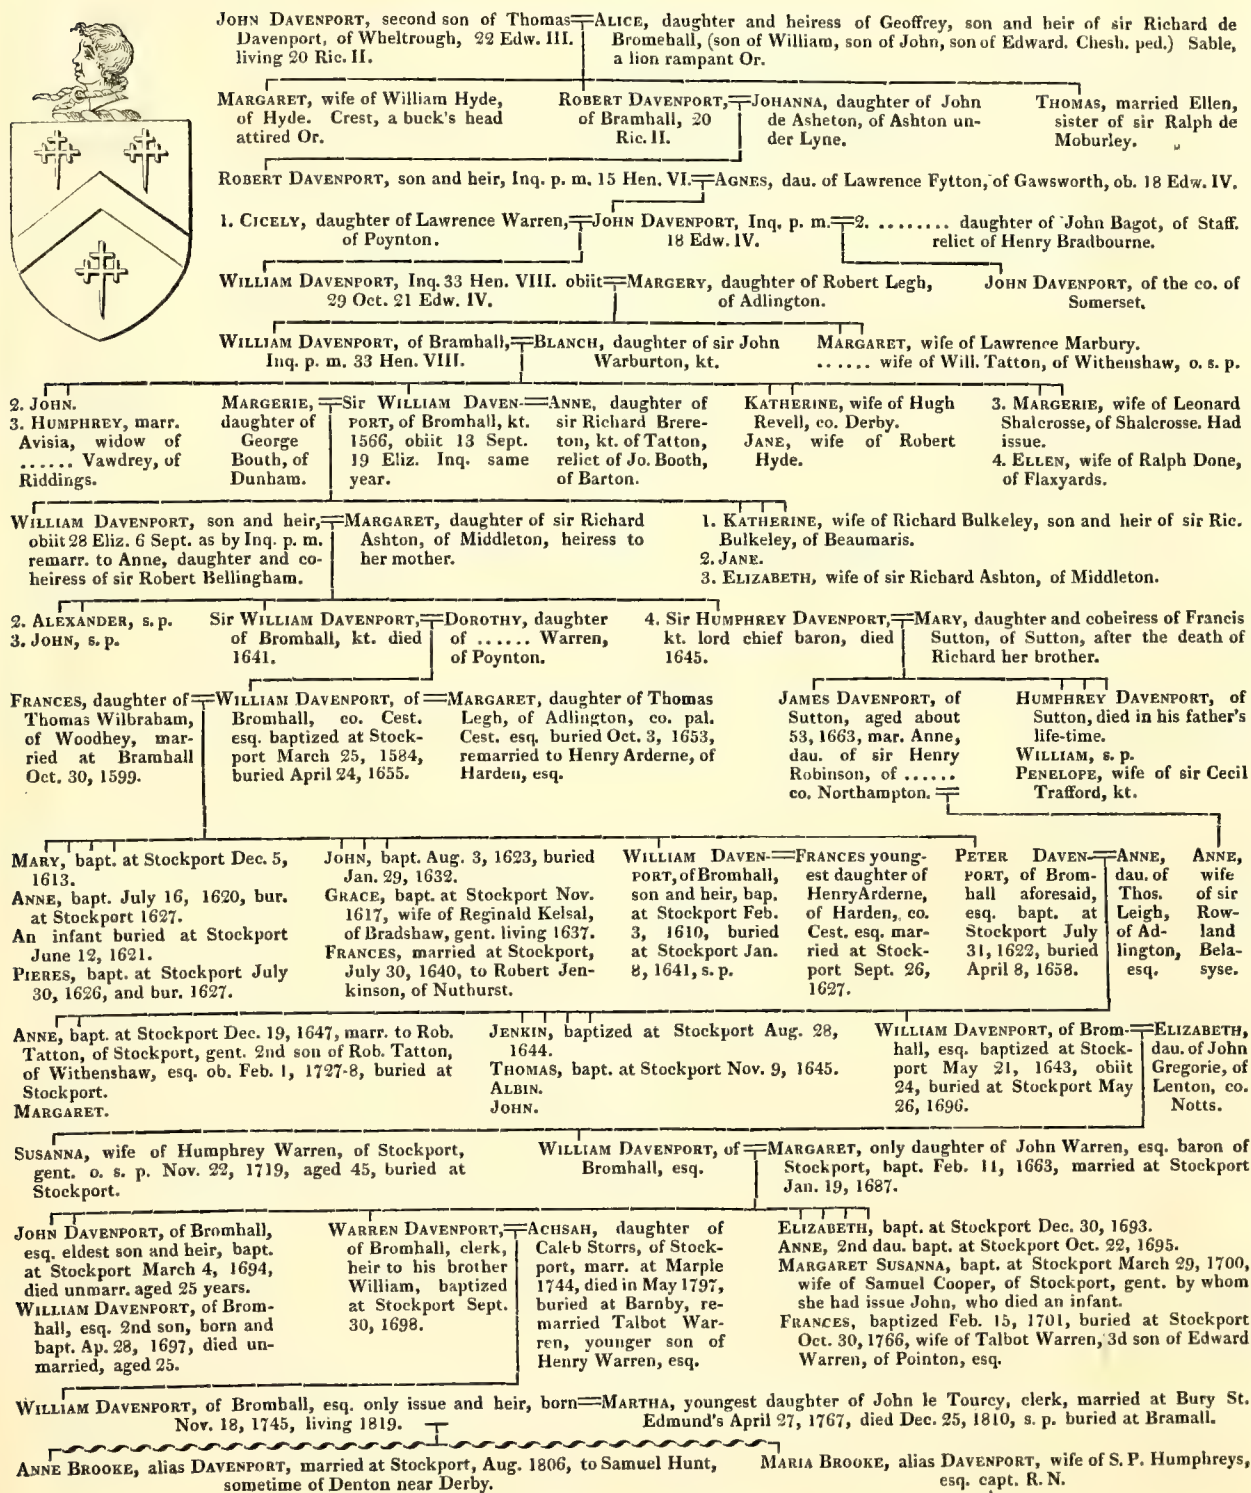 JOHN DAVENPORT, second son of Thomas
Davenport, of Wheltrough, 22 Edw. III.
living 20 Ric. II.
ALICE, daughter and heiress of Geoffrey, son and heir of sir Richard de
Bromehall, (son of William, son of John, son of Edward. Chesh. ped.) Sable,
a lion rampant Or.
MARGARET, wife of William Hyde,
of Hyde. Crest, a buck's head
attired Or.
ROBERT DAVENPORT,
of Bramhall, 20
Ric. II.
JOHANNA, daughter of John
de Asheton, of Ashton un-
der Lyne.
THOMAS, married Ellen,
sister of sir Ralph de
Moburley.
ROBERT DAVENPORT, son and heir, Inq. p. m. 15 Hen. VI.
AGNES, dau. of Lawrence Fytton, of Gawsworth, ob. 18 Edw. IV.
1. CICELY, daughter of Lawrence Warren,
of Poynton.
JOHN DAVENPORT, Inq. p. m.
18 Edw. IV.
2. ........ daughter of John Bagot, of Staff.
relict of Henry Bradbourne.
WILLIAM DAVENPORT, Inq. 33 Hen. VIII. obiit
29 Oct. 21 Edw. IV.
MARGERY, daughter of Robert Legh,
of Adlington.
JOHN DAVENPORT, of the co. of
Somerset.
WILLIAM DAVENPORT, of Bramhall,
Inq. p. m. 33 Hen. VIII.
BLANCH, daughter of sir John
Warburton, kt.
MARGARET, wife of Lawrence Marbury.
...... wife of Will. Tatton, of Withenshaw, o. s. p.
2. JOHN.
3. HUMPHREY, marr.
Avisia, widow of
...... Vawdrey, of
Riddings.
MARGERIE,
daughter of
George
Bouth, of
Dunham.
Sir WILLIAM DAVEN-
PORT, of Bromhall, kt.
1566, obiit 13 Sept.
19 Eliz. Inq. same
year.
ANNE, daughter of
sir Richard Brere-
ton, kt. of Tatton,
relict of Jo. Booth,
of Barton.
KATHERINE, wife of Hugh
Revell, co. Derby.
JANE, wife of Robert
Hyde.
3. MARGERIE, wife of Leonard
Shalcrosse, of Shalcrosse. Had
issue.
4. ELLEN, wife of Ralph Done,
of Flaxyards.
WILLIAM DAVENPORT, son and heir,
obiit 28 Eliz. 6 Sept. as by Inq. p. m.
remarr. to Anne, daughter and co-
heiress of sir Robert Bellingham.
MARGARET, daughter of sir Richard
Ashton, of Middleton, heiress to
her mother.
1. KATHERINE, wife of Richard Bulkeley, son and heir of sir Ric.
Bulkeley, of Beaumaris.
2. JANE.
3. ELIZABETH, wife of sir Richard Ashton, of Middleton.
2. ALEXANDER, s. p.
3. JOHN, s. p.
Sir WILLIAM DAVENPORT,
of Bromhall, kt. died
1641.
DOROTHY, daughter
of ...... Warren,
of Poynton.
4. Sir HUMPHREY DAVENPORT,
kt. lord chief baron, died
1645.
MARY, daughter and coheiress of Francis
Sutton, of Sutton, after the death of
Richard her brother.
FRANCES, daughter of
Thomas Wilbraham,
of Woodhey, mar-
ried at Bramhall
Oct. 30, 1599.
WILLIAM DAVENPORT, of
Bromhall, co. Cest.
esq. baptized at Stock-
port March 25, 1584,
buried April 24, 1655.
MARGARET, daughter of Thomas
Legh, of Adlington, co. pal.
Cest. esq. buried Oct. 3, 1653,
remarried to Henry Arderne, of
Harden, esq.
JAMES DAVENPORT, of
Sutton, aged about
53, 1663, mar. Anne,
dau. of sir Henry
Robinson, of ......
co. Northampton.
HUMPHREY DAVENPORT, of
Sutton, died in his father's
life-time.
WILLIAM, s. p.
PENELOPE, wife of sir Cecil
Trafford, kt.
MARY, bapt. at Stockport Dec. 5,
1613.
ANNE, bapt. July 16, 1620, bur.
at Stockport 1627.
An infant buried at Stockport
June 12, 1621.
PIERES, bapt. at Stockport July
30, 1626, and bur. 1627.
JOHN, bapt. Aug. 3, 1623, buried
Jan. 29, 1632.
GRACE, bapt. at Stockport Nov.
1617, wife of Reginald Kelsal,
of Bradshaw, gent. living 1637.
FRANCES, married at Stockport,
July 30, 1640, to Robert Jen-
kinson, of Nuthurst.
WILLIAM DAVEN-
PORT, of Bromhall,
son and heir, bap.
at Stockport Feb.
3, 1610, buried
at Stockport Jan.
8, 1641, s. p.
FRANCES young-
est daughter of
Henry Arderne,
of Harden, co.
Cest. esq. mar-
ried at Stock-
port Sept. 26,
1627.
PETER DAVEN-
PORT, of Brom-
hall aforesaid,
esq. bapt. at
Stockport July
31, 1622, buried
April 8, 1658.
ANNE,
dau. of
Thos.
Leigh,
of Ad-
lington,
esq.
ANNE,
wife
of sir
Row-
land
Bela-
syse.
ANNE, bapt. at Stockport Dec. 19, 1647, marr. to Rob.
Tatton, of Stockport, gent. 2nd son of Rob. Tatton,
of Withenshaw, esq. ob. Feb. 1, 1727-8, buried at
Stockport.
MARGARET.
JENKIN, baptized at Stockport Aug. 28,
1644.
THOMAS, bapt. at Stockport Nov. 9, 1645.
ALBIN.
JOHN.
WILLIAM DAVENPORT, of Brom-
hall, esq. baptized at Stock-
port May 21, 1643, obiit
24, buried at Stockport May
26, 1696.
ELIZABETH,
dau. of John
Gregorie, of
Lenton, co.
Notts.
SUSANNA, wife of Humphrey Warren, of Stockport,
gent. o. s. p. Nov. 22, 1719, aged 45, buried at
Stockport.
WILLIAM DAVENPORT, of
Bromhall, esq.
MARGARET, only daughter of John Warren, esq. baron of
Stockport, bapt. Feb. 11, 1663, married at Stockport
Jan. 19, 1687.
JOHN DAVENPORT, of Bromhall,
esq. eldest son and heir, bapt.
at Stockport March 4, 1694,
died unmarr. aged 25 years.
WILLIAM DAVENPORT, of Brom-
hall, esq. 2nd son, born and
bapt. Ap. 28, 1697, died un-
married, aged 25.
WARREN DAVENPORT,
of Bromhall, clerk,
heir to his brother
William, baptized
at Stockport Sept.
30, 1698.
ACHSAH, daughter of
Caleb Storrs, of Stock-
port, marr. at Marple
1744, died in May 1797,
buried at Barnby, re-
married Talbot War-
ren, younger son of
Henry Warren, esq.
ELIZABETH, bapt. at Stockport Dec. 30, 1693.
ANNE, 2nd dau. bapt. at Stockport Oct. 22, 1695.
MARGARET SUSANNA, bapt. at Stockport March 29, 1700,
wife of Samuel Cooper, of Stockport, gent. by whom
she had issue John, who died an infant.
FRANCES, baptized Feb. 15, 1701, buried at Stockport
Oct. 30, 1766, wife of Talbot Warren, 3d son of Edward
Warren, of Pointon, esq.
WILLIAM DAVENPORT, of Bromhall, esq. only issue and heir, born
Nov. 18, 1745, living 1819.
MARTHA, youngest daughter of John le Tourcy, clerk, married at Bury St.
Edmund's April 27, 1767, died Dec. 25, 1810, s. p. buried at Bramall.
ANNE BROOKE, alias DAVENPORT, married at Stockport, Aug. 1806, to Samuel Hunt,
sometime of Denton near Derby.
MARIA BROOKE, alias DAVENPORT, wife of S. P. Humphreys,
esq. capt. R. N.